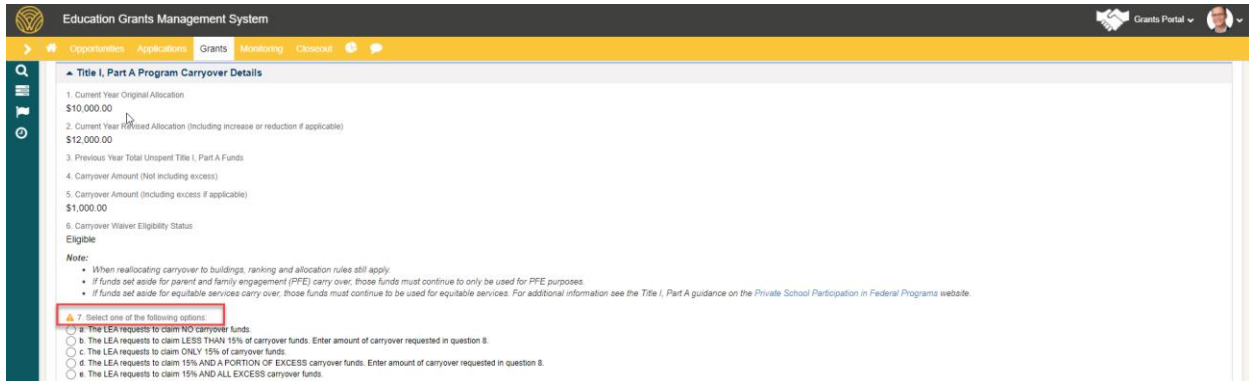 Education Grants Management System
Grants Portal
Opportunities Applications Grants Monitoring Closeout
Title I, Part A Program Carryover Details
1. Current Year Original Allocation
$10,000.00
2. Current Year Revised Allocation (Including increase or reduction if applicable)
$12,000.00
3. Previous Year Total Unspent Title I, Part A Funds
4. Carryover Amount (Not including excess)
5. Carryover Amount (Including excess if applicable)
$1,000.00
6. Carryover Waiver Eligibility Status
Eligible
Note:
• When reallocating carryover to buildings, ranking and allocation rules still apply.
• If funds set aside for parent and family engagement (PFE) carry over, those funds must continue to only be used for PFE purposes.
• If funds set aside for equitable services carry over, those funds must continue to be used for equitable services. For additional information see the Title I, Part A guidance on the Private School Participation in Federal Programs website.
7. Select one of the following options:
a. The LEA requests to claim NO carryover funds.
b. The LEA requests to claim LESS THAN 15% of carryover funds. Enter amount of carryover requested in question 8.
c. The LEA requests to claim ONLY 15% of carryover funds.
d. The LEA requests to claim 15% AND A PORTION OF EXCESS carryover funds. Enter amount of carryover requested in question 8.
e. The LEA requests to claim 15% AND ALL EXCESS carryover funds.